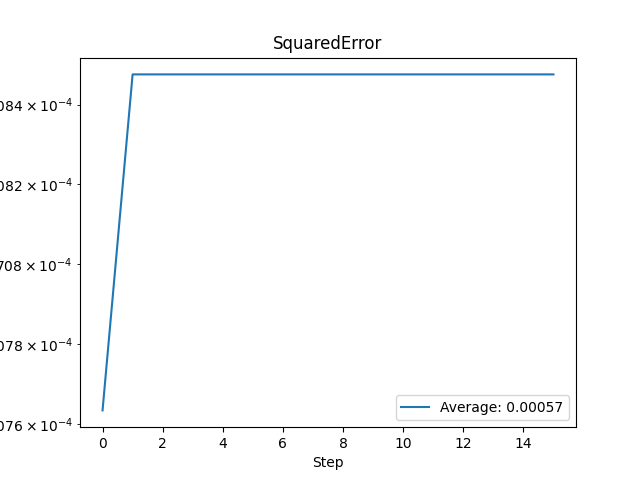 SquaredError
084 × 10⁻⁴
082 × 10⁻⁴
708 × 10⁻⁴
078 × 10⁻⁴
076 × 10⁻⁴
Average: 0.00057
0 2 4 6 8 10 12 14
Step